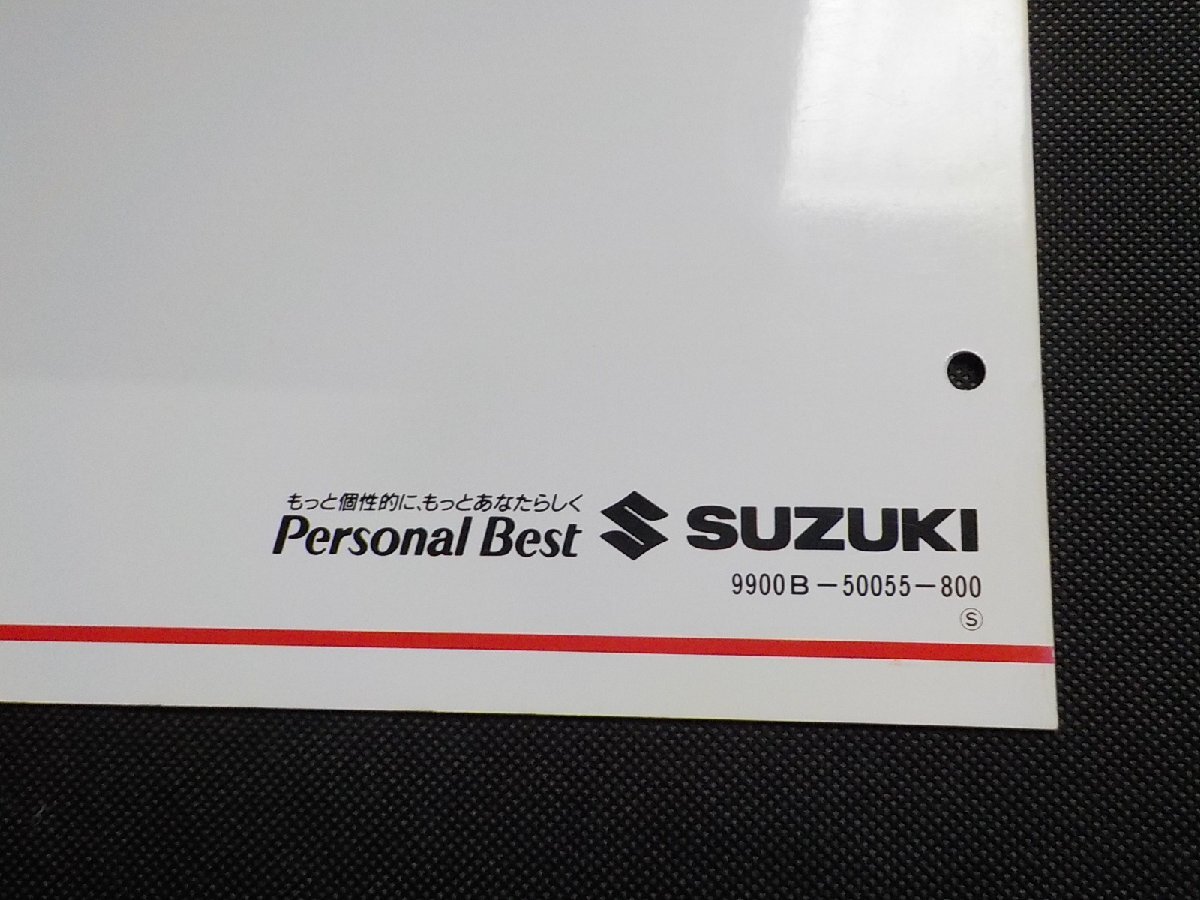 もっと個性的に、もっとあなたらしく
Personal Best SUZUKI
9900B-50055-800
Ⓢ